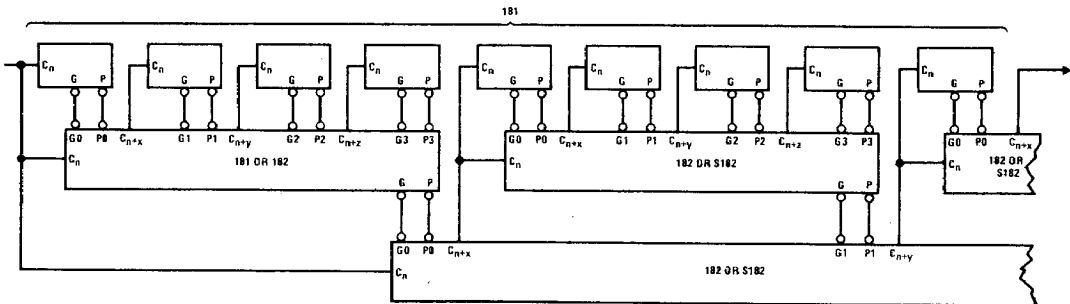 181
Cn G P Cn G P Cn G P Cn G P Cn G P Cn G P Cn G P Cn G P Cn G P
G0 P0 Cn+x G1 P1 Cn+y G2 P2 Cn+z G3 P3 G0 P0 Cn+x G1 P1 Cn+y G2 P2 Cn+z G3 P3 G0 P0 Cn+x
Cn 181 OR 182 Cn 182 OR S182 Cn 182 OR
S182
G P G P
G0 P0 Cn+x G1 P1 Cn+y
Cn 182 OR S182